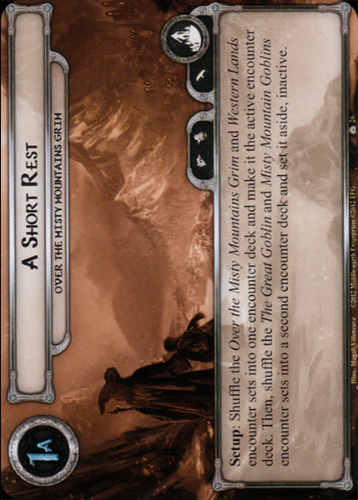 1A
A Short Rest
Over the Misty Mountains Grim
Setup: Shuffle the Over the Misty Mountains Grim and Western Lands
encounter sets into one encounter deck and make it the active encounter
deck. Then, shuffle the The Great Goblin and Misty Mountain Goblins
encounter sets into a second encounter deck and set it aside, inactive.
Illus. Magali Villeneuve ©2012 Middle-earth Enterprises ©2012 FFG 26